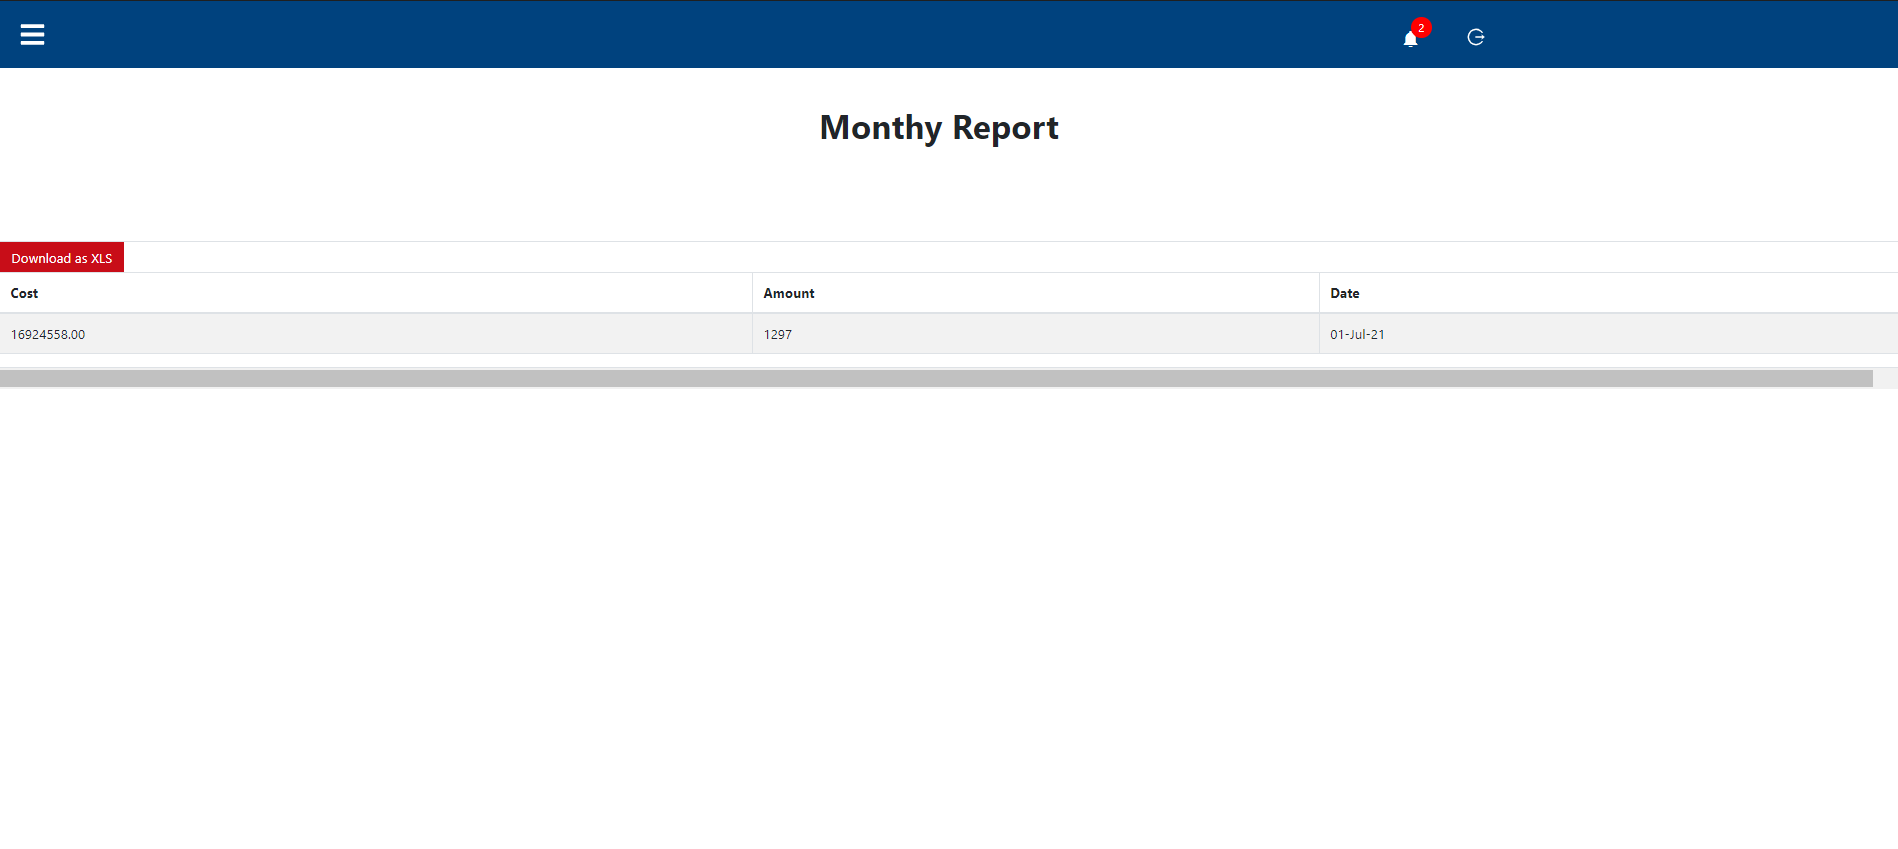 2
Monthy Report
Download as XLS
Cost Amount Date
16924558.00 1297 01-Jul-21